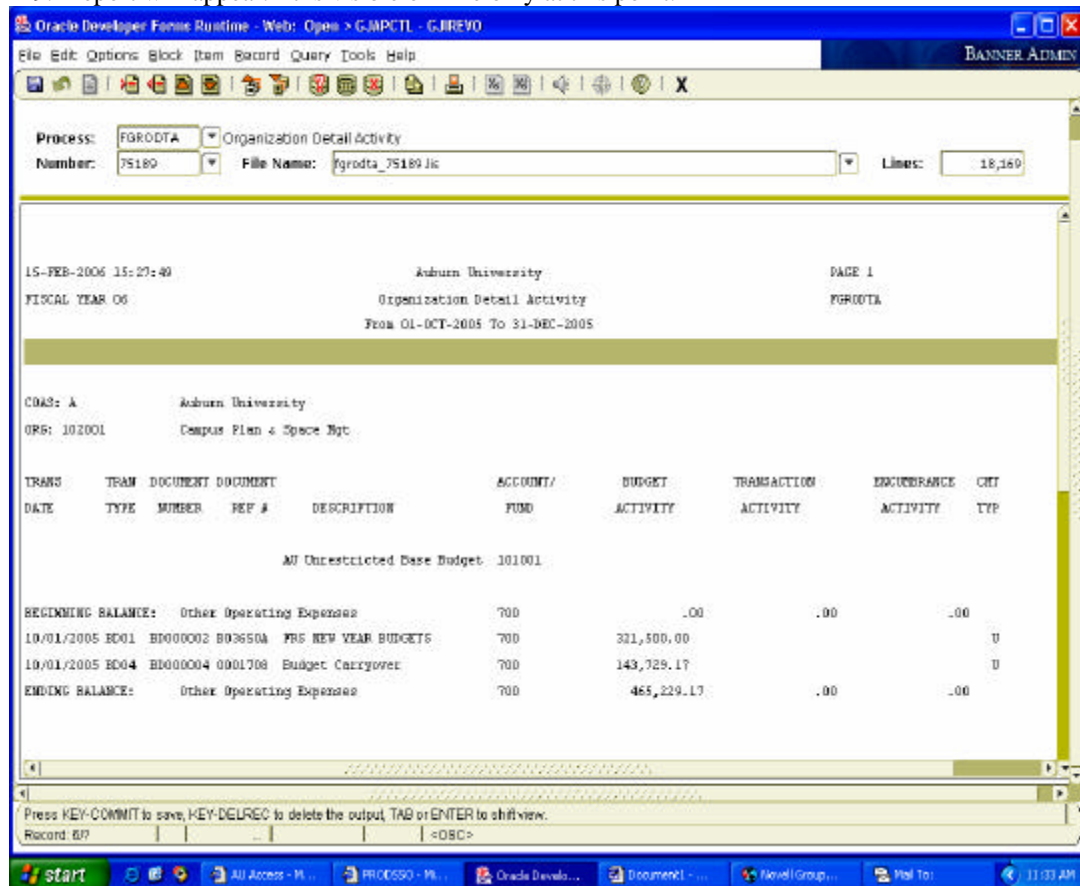 Oracle Developer Forms Runtime - Web: Open > GJAPCTL - GJIREVO
File Edit Options Block Item Record Query Tools Help BANNER ADMIN
Process: FGRODTA Organization Detail Activity
Number: 75189 File Name: fgrodta_75189.lis Lines: 18,169
15-FEB-2006 15:27:49 Auburn University PAGE 1
FISCAL YEAR 06 Organization Detail Activity FGRODTA
From 01-OCT-2005 To 31-DEC-2005
COAS: A Auburn University
ORG: 102001 Campus Plan & Space Mgt
TRANS TRAN DOCUMENT DOCUMENT ACCOUNT/ BUDGET TRANSACTION ENCUMBRANCE CMT
DATE TYPE NUMBER REF # DESCRIPTION FUND ACTIVITY ACTIVITY ACTIVITY TYP
AU Unrestricted Base Budget 101001
BEGINNING BALANCE: Other Operating Expenses 700 .00 .00 .00
10/01/2005 BD01 BD000002 B03650A FRS NEW YEAR BUDGETS 700 321,500.00 U
10/01/2005 BD04 BD000004 0001708 Budget Carryover 700 143,729.17 U
ENDING BALANCE: Other Operating Expenses 700 465,229.17 .00 .00
Press KEY-COMMIT to save, KEY-DELREC to delete the output, TAB or ENTER to shift view.
Record: 6/? ... <OSC>
start AU Access - M... PRODSSO - Mi... Oracle Develo... Document1 - ... Novell Group... Mail To: 11:33 AM